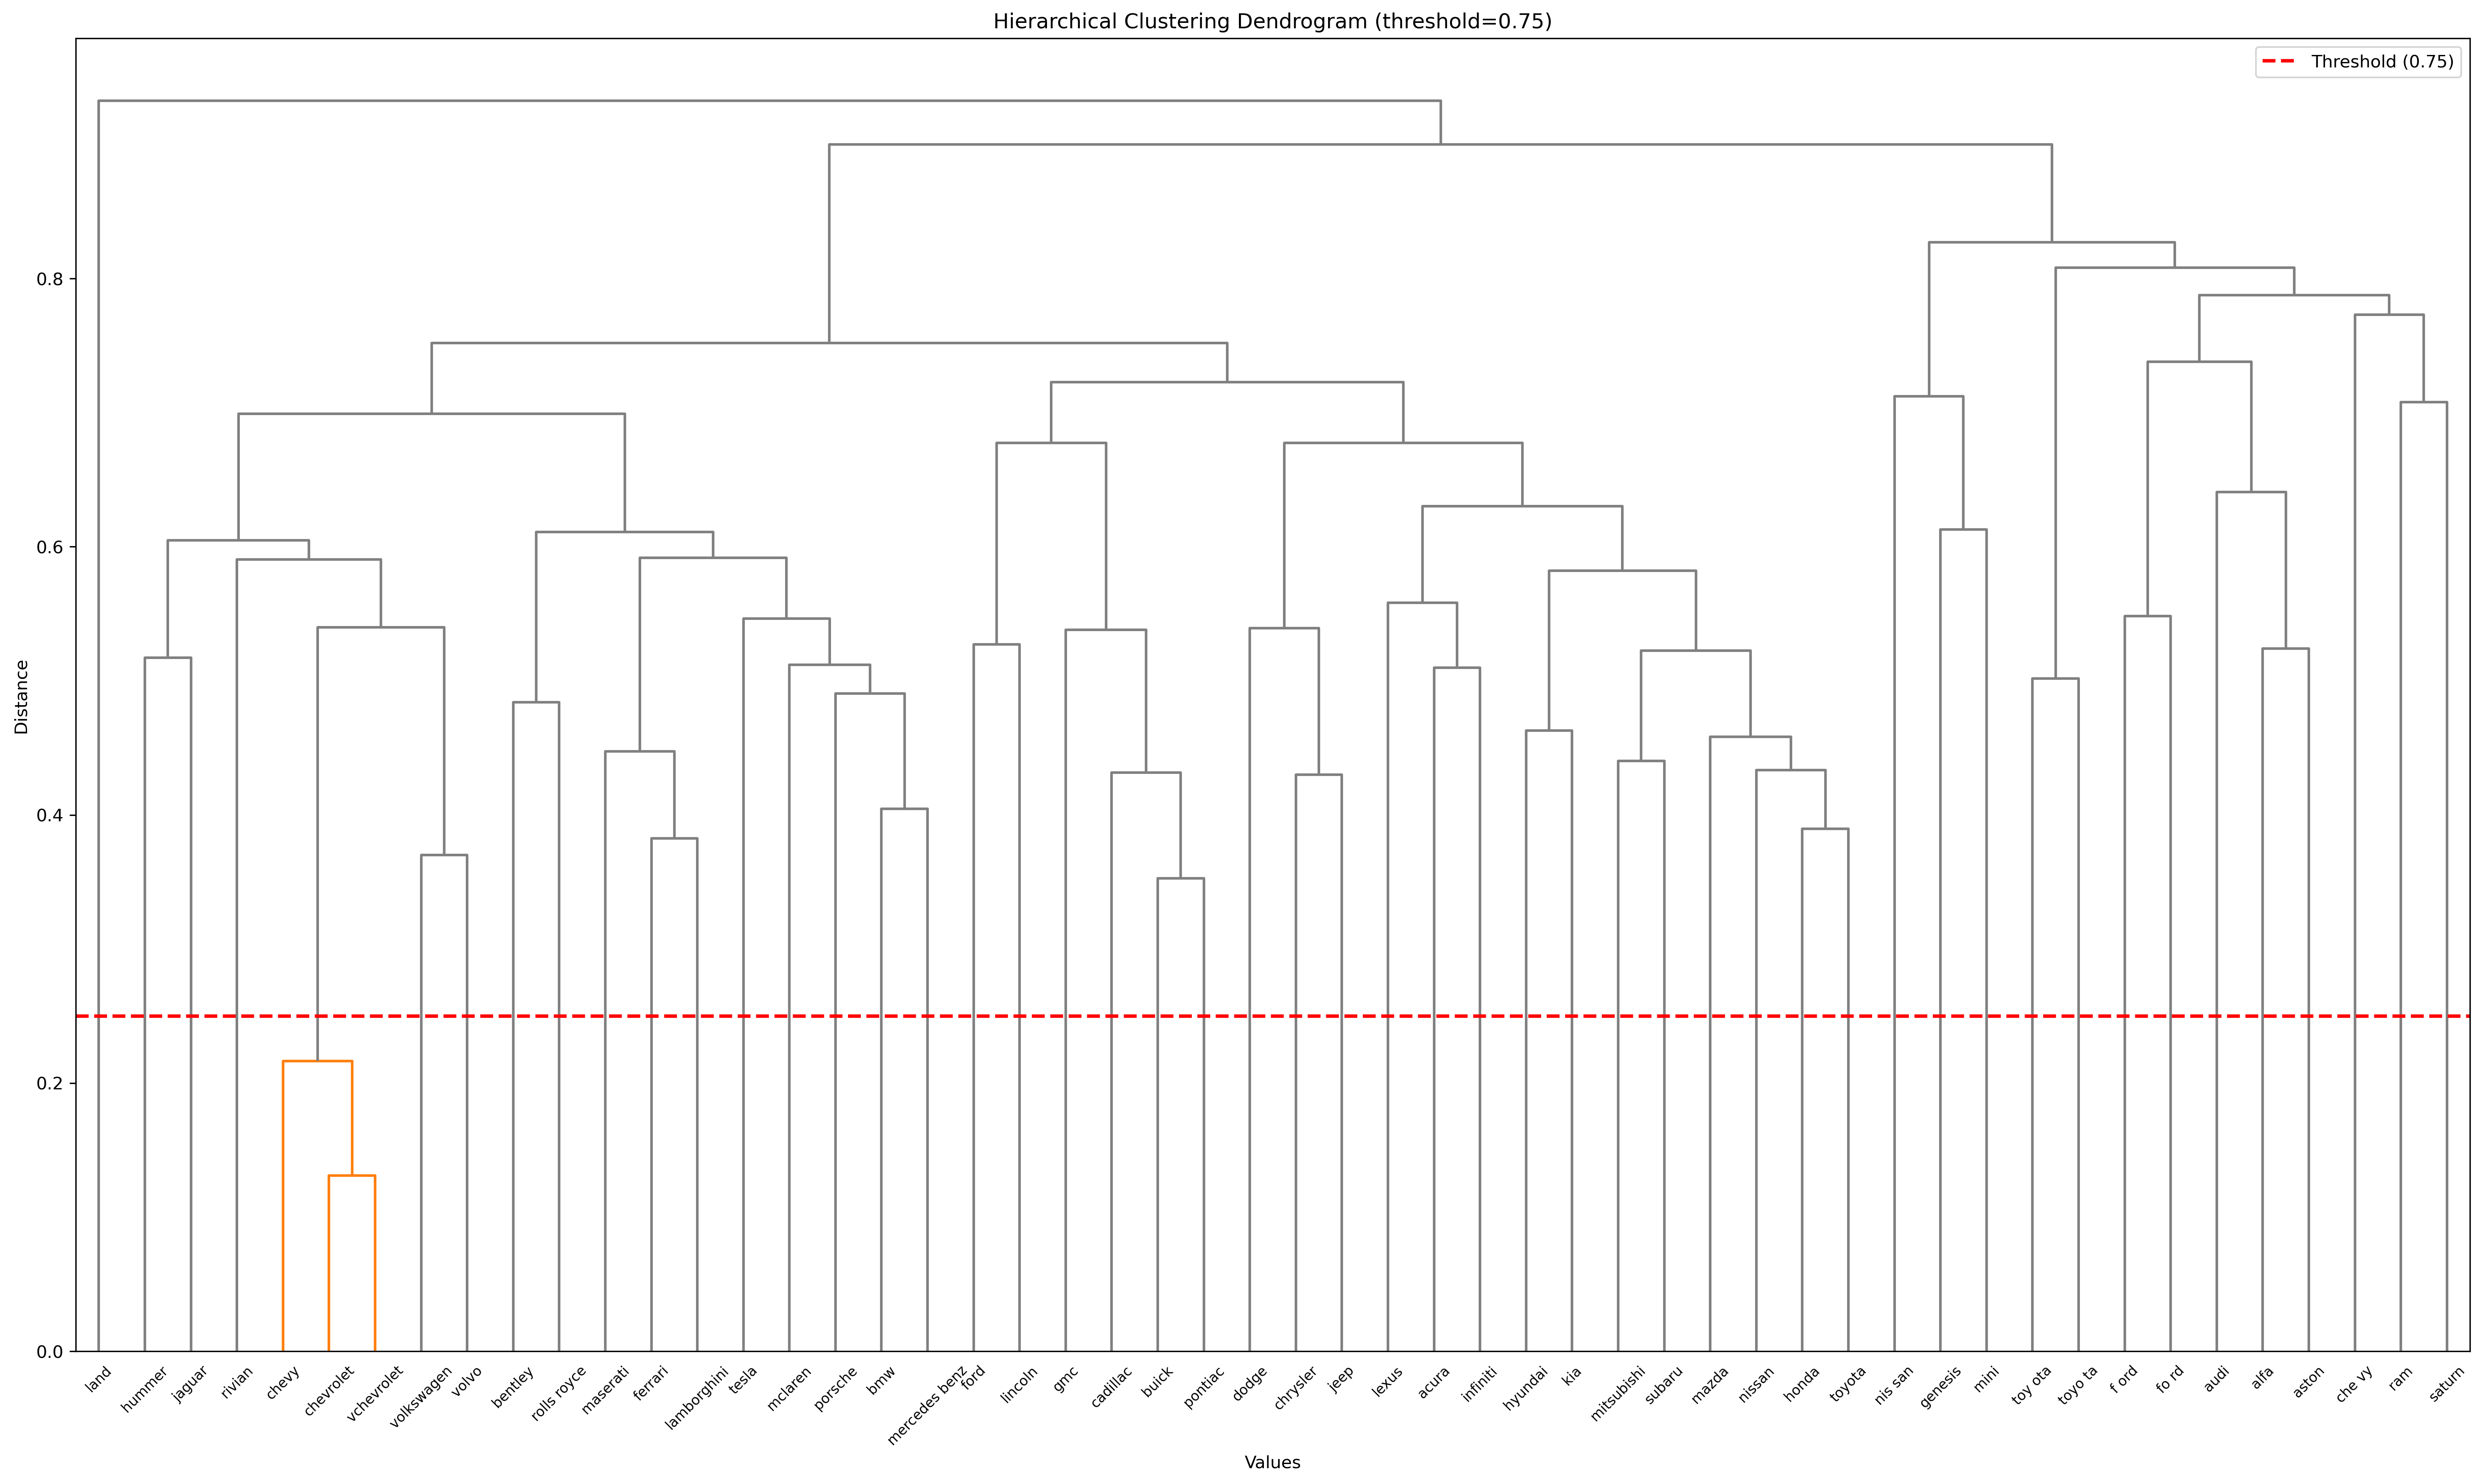 Hierarchical Clustering Dendrogram (threshold=0.75)
Threshold (0.75)
0.8
0.6
0.4
0.2
0.0
Distance
land
hummer
jaguar
rivian
chevy
chevrolet
vchevrolet
volkswagen
volvo
bentley
rolls royce
maserati
ferrari
lamborghini
tesla
mclaren
porsche
bmw
mercedes benz
ford
lincoln
gmc
cadillac
buick
pontiac
dodge
chrysler
jeep
lexus
acura
infiniti
hyundai
kia
mitsubishi
subaru
mazda
nissan
honda
toyota
nis san
genesis
mini
toy ota
toyo ta
f ord
fo rd
audi
alfa
aston
che vy
ram
saturn
Values